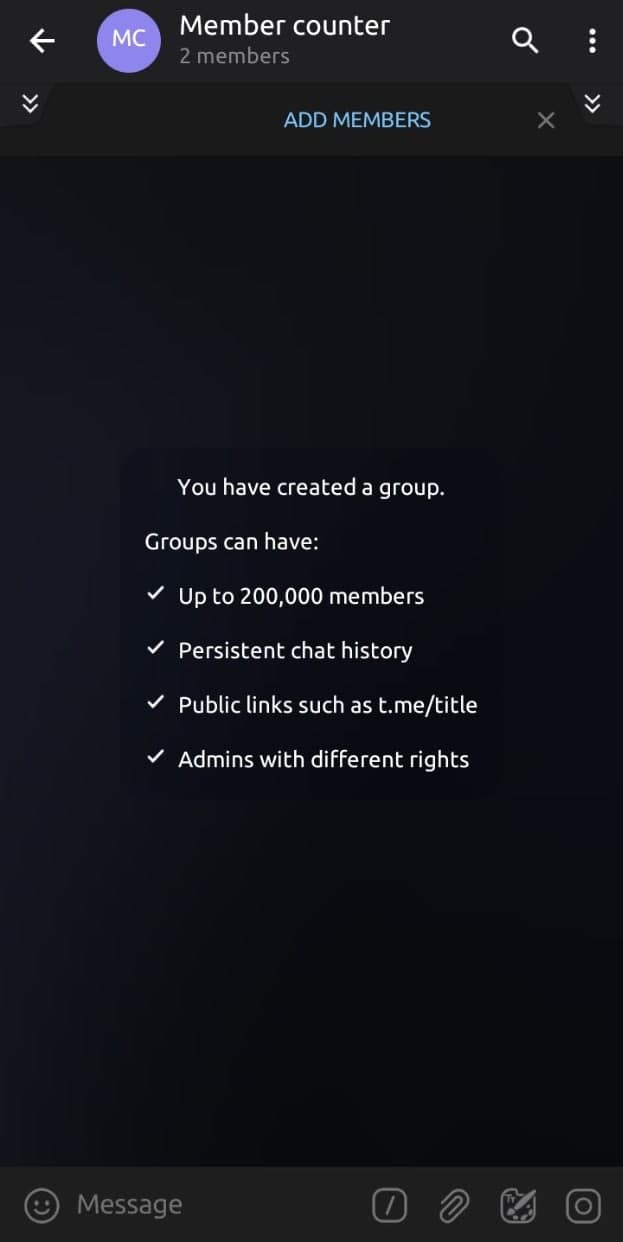 MC
Member counter
2 members
ADD MEMBERS
You have created a group.
Groups can have:
Up to 200,000 members
Persistent chat history
Public links such as t.me/title
Admins with different rights
Message